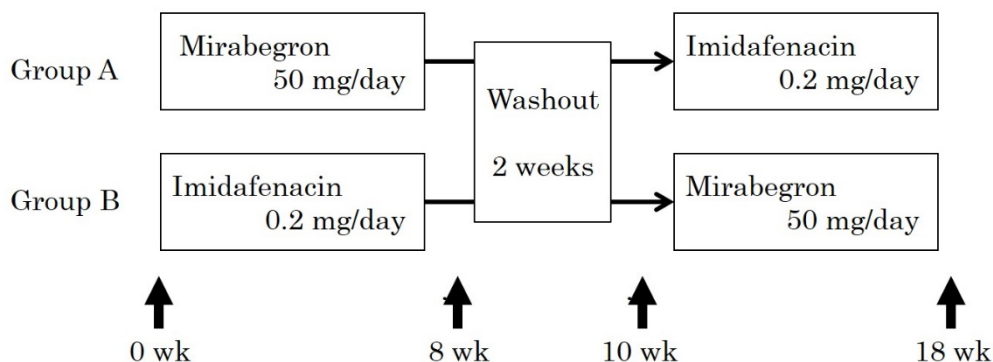 Group A
Mirabegron
50 mg/day
Washout
2 weeks
Imidafenacin
0.2 mg/day
Group B
Imidafenacin
0.2 mg/day
Mirabegron
50 mg/day
0 wk
8 wk
10 wk
18 wk